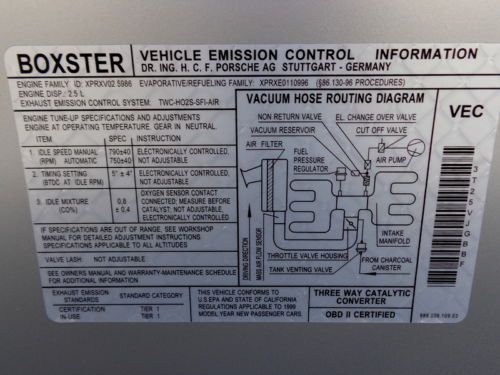 BOXSTER
VEHICLE EMISSION CONTROL INFORMATION
DR. ING. H. C. F. PORSCHE AG STUTTGART - GERMANY
ENGINE FAMILY ID: XPRXV02.5986 EVAPORATIVE/REFUELING FAMILY: XPRXE0110996 (§86.130-96 PROCEDURES)
ENGINE DISP.: 2.5 L
EXHAUST EMISSION CONTROL SYSTEM: TWC-HO2S-SFI-AIR
ENGINE TUNE-UP SPECIFICATIONS AND ADJUSTMENTS
ENGINE AT OPERATING TEMPERATURE. GEAR IN NEUTRAL.
ITEM SPEC INSTRUCTION
1. IDLE SPEED MANUAL 790±40 ELECTRONICALLY CONTROLLED,
(RPM) AUTOMATIC 750±40 NOT ADJUSTABLE
2. TIMING SETTING 5° ± 4° ELECTRONICALLY CONTROLLED,
(BTDC AT IDLE RPM) NOT ADJUSTABLE
3. IDLE MIXTURE 0,8 OXYGEN SENSOR CONTACT
(CO%) ± 0,4 CONNECTED: MEASURE BEFORE
CATALYST: NOT ADJUSTABLE.
ELECTRONICALLY CONTROLLED
IF SPECIFICATIONS ARE OUT OF RANGE. SEE WORKSHOP
MANUAL FOR DETAILED ADJUSTMENT INSTRUCTIONS
SPECIFICATIONS APPLICABLE TO ALL ALTITUDES
VALVE LASH: NOT ADJUSTABLE
SEE OWNERS MANUAL AND WARRANTY-MAINTENANCE SCHEDULE
FOR ADDITIONAL INFORMATION
VACUUM HOSE ROUTING DIAGRAM
NON RETURN VALVE
EL. CHANGE OVER VALVE
VACUUM RESERVOIR
CUT OFF VALVE
AIR FILTER
FUEL
PRESSURE
REGULATOR
AIR PUMP
INTAKE
MANIFOLD
DRIVING DIRECTION
MASS AIR FLOW SENSOR
THROTTLE VALVE HOUSING
TANK VENTING VALVE
FROM CHARCOAL
CANISTER
VEC
EXHAUST EMISSION STANDARD CATEGORY
STANDARDS
CERTIFICATION TIER 1
IN-USE TIER 1
THIS VEHICLE CONFORMS TO
U.S EPA AND STATE OF CALIFORNIA
REGULATIONS APPLICABLE TO 1999
MODEL YEAR NEW PASSENGER CARS.
THREE WAY CATALYTIC
CONVERTER
OBD II CERTIFIED